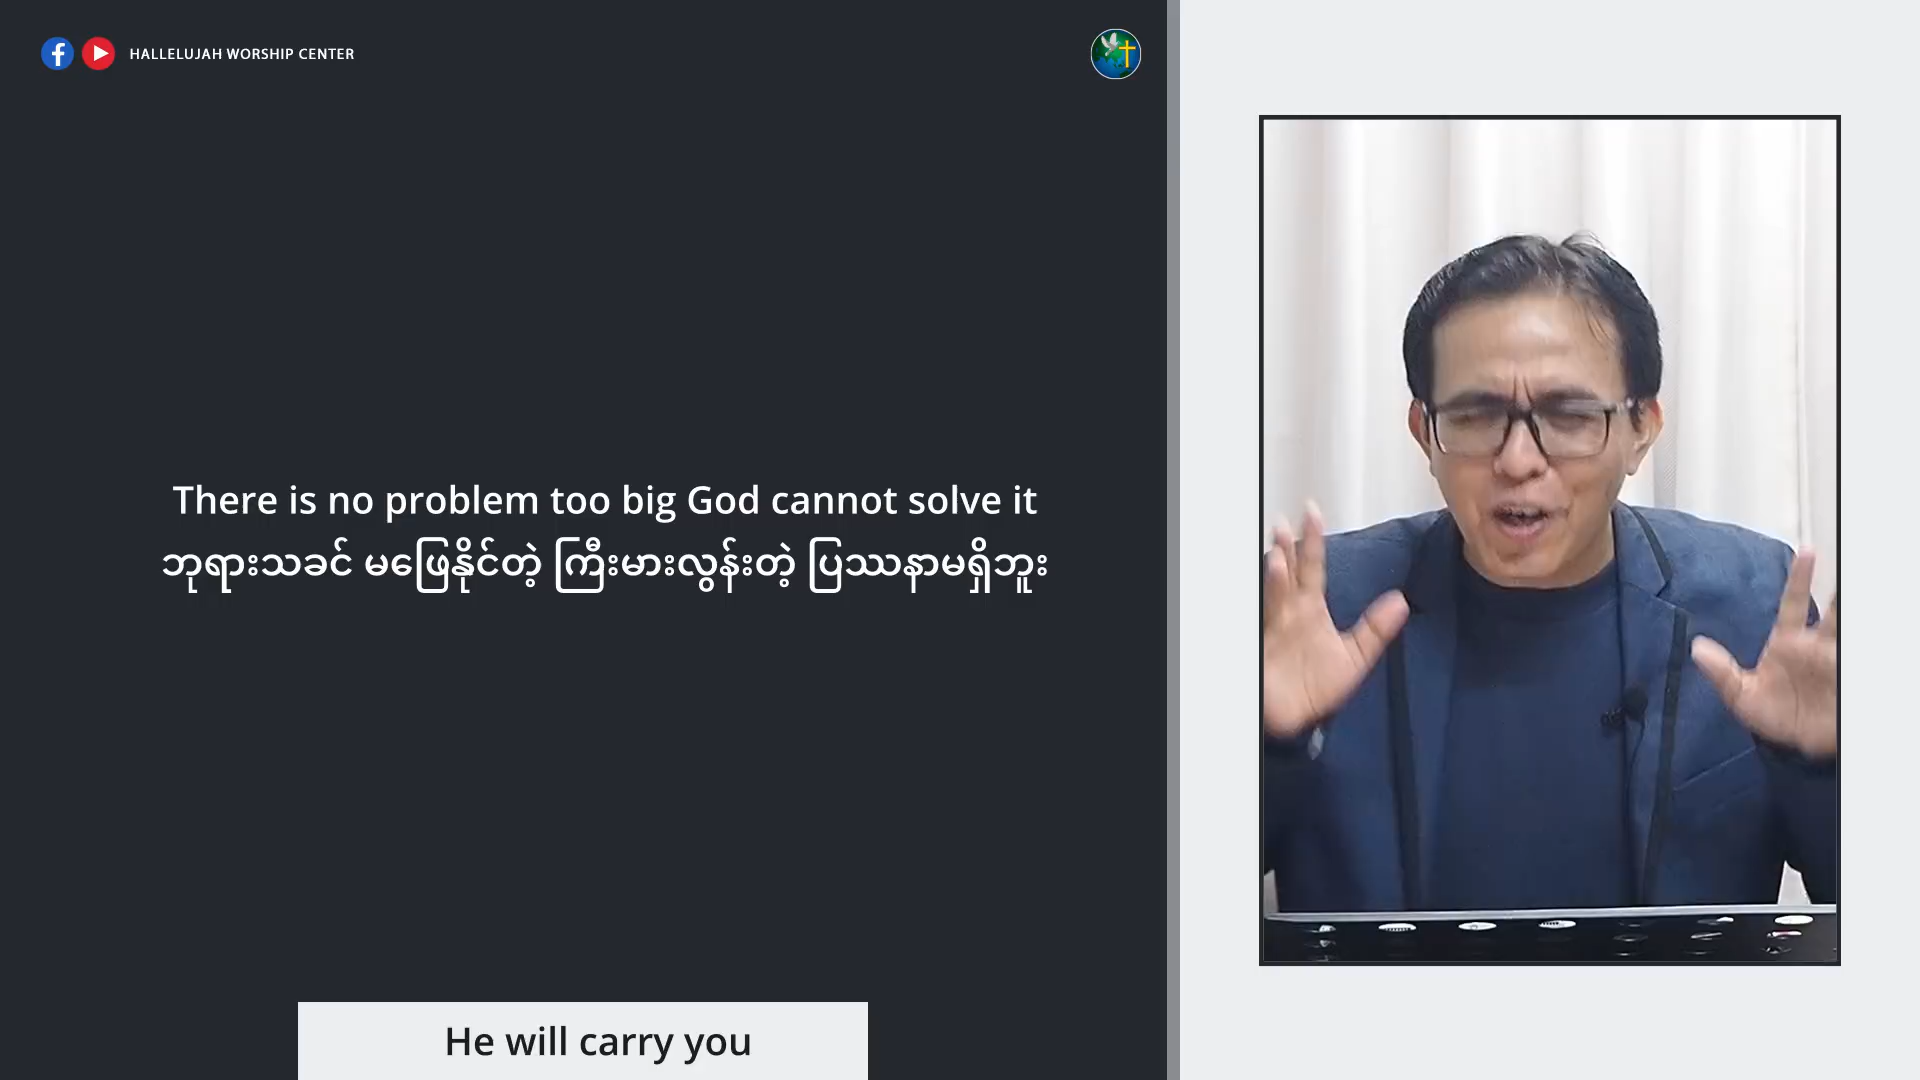 HALLELUJAH WORSHIP CENTER
There is no problem too big God cannot solve it
ဘုရားသခင် မဖြေနိုင်တဲ့ ကြီးမားလွန်းတဲ့ ပြဿနာမရှိဘူး
He will carry you